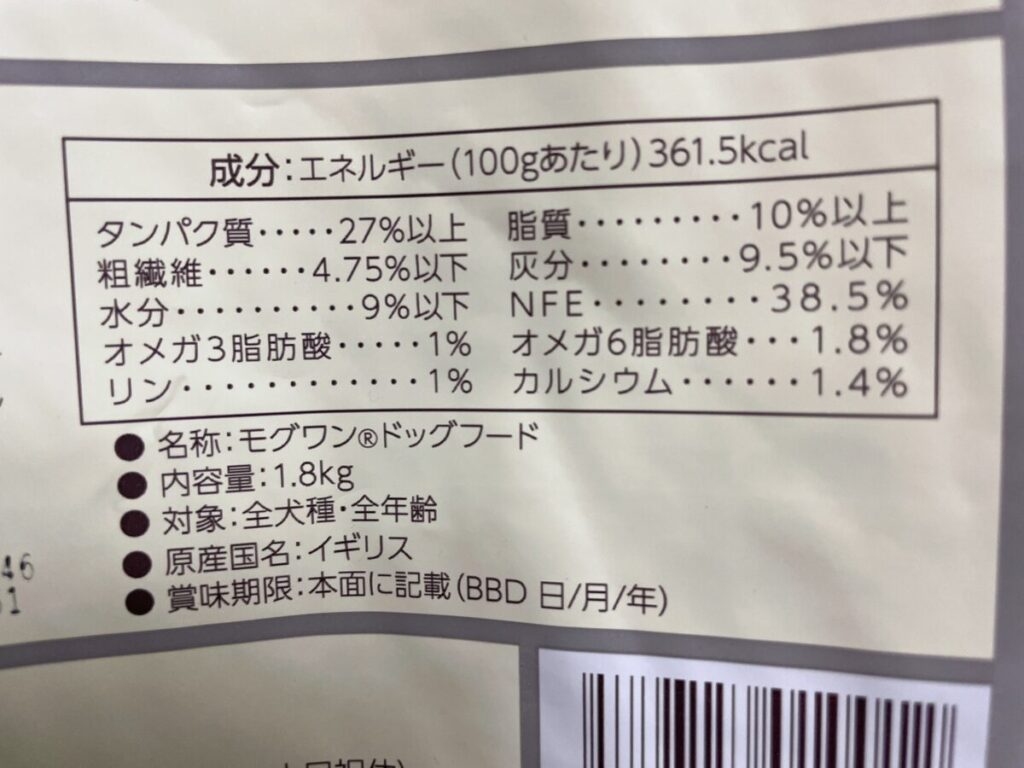 成分：エネルギー（100gあたり）361.5kcal
タンパク質・・・・・27%以上 脂質・・・・・・・・・10%以上
粗繊維・・・・・・4.75%以下 灰分・・・・・・・・9.5%以下
水分・・・・・・・・・・9%以下 NFE・・・・・・・・38.5%
オメガ3脂肪酸・・・・・1% オメガ6脂肪酸・・・1.8%
リン・・・・・・・・・・・・・1% カルシウム・・・・・・1.4%
● 名称：モグワン®ドッグフード
● 内容量：1.8kg
● 対象：全犬種・全年齢
● 原産国名：イギリス
● 賞味期限：本面に記載（BBD 日/月/年）
46